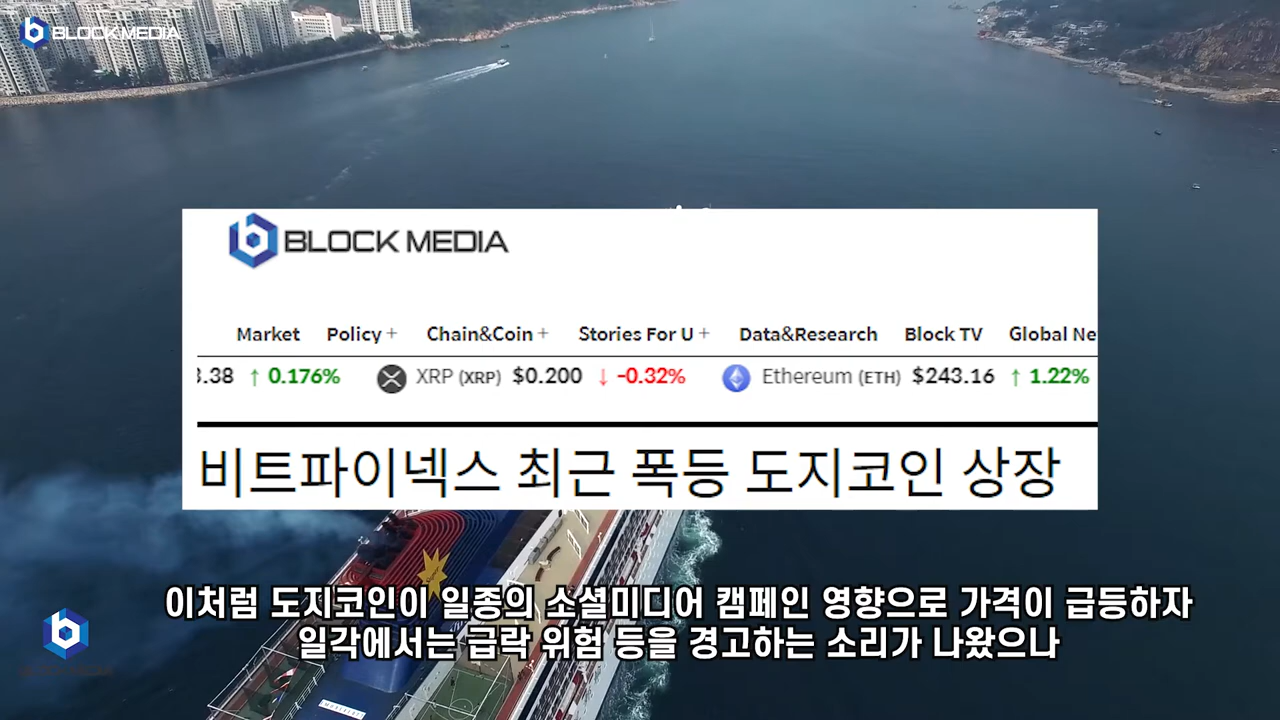 BLOCK MEDIA
BLOCK MEDIA
Market Policy + Chain&Coin + Stories For U + Data&Research Block TV Global Ne
3.38 ↑ 0.176% XRP (XRP) $0.200 ↓ -0.32% Ethereum (ETH) $243.16 ↑ 1.22%
비트파이넥스 최근 폭등 도지코인 상장
이처럼 도지코인이 일종의 소셜미디어 캠페인 영향으로 가격이 급등하자
일각에서는 급락 위험 등을 경고하는 소리가 나왔으나